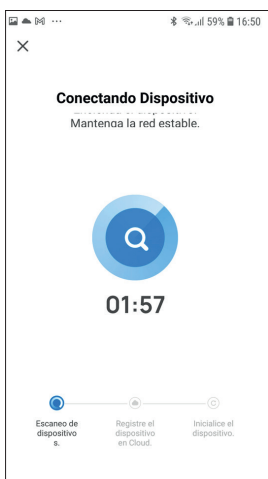 59% 16:50
Conectando Dispositivo
Mantenga la red estable.
01:57
Escaneo de
dispositivo
s.
Registre el
dispositivo
en Cloud.
Inicialice el
dispositivo.